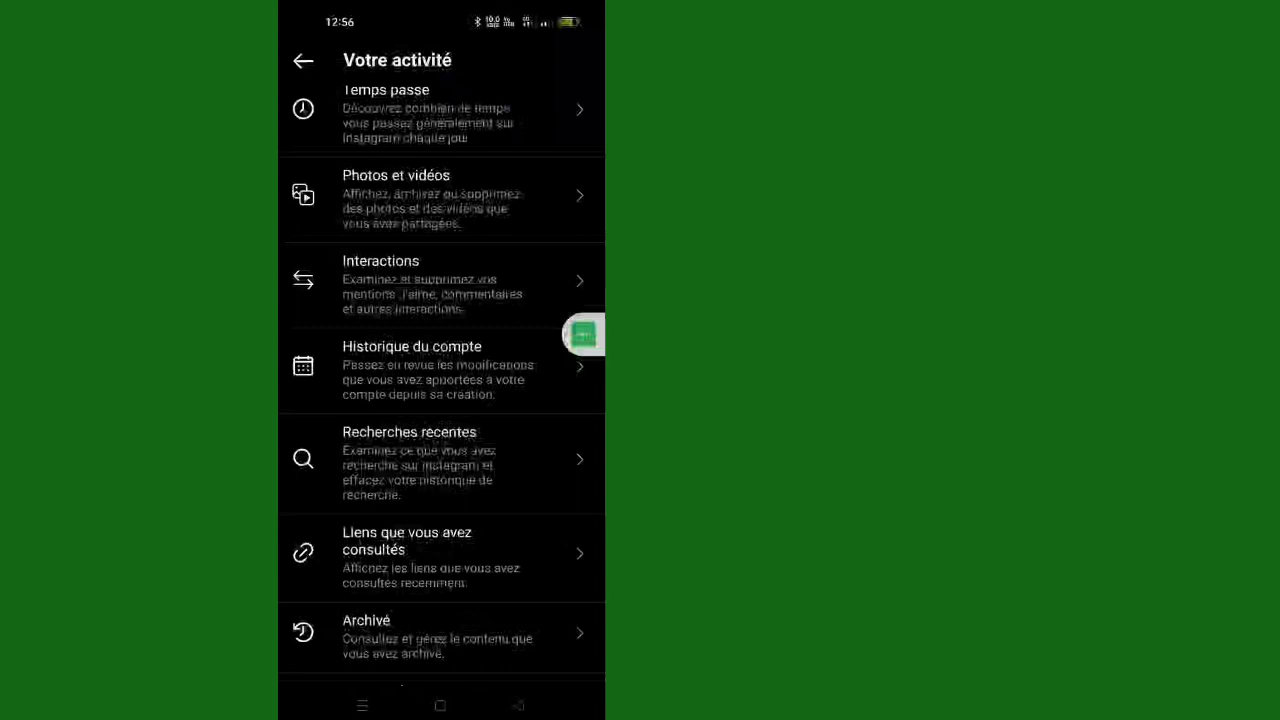 12:56
Votre activité
Temps passe
Découvrez combien de temps
vous passez généralement sur
Instagram chaque jour
Photos et vidéos
Affichez, archivez ou supprimez
des photos et des vidéos que
vous avez partagées.
Interactions
Examinez et supprimez vos
mentions J'aime, commentaires
et autres interactions.
Historique du compte
Passez en revue les modifications
que vous avez apportées à votre
compte depuis sa création.
Recherches recentes
Examinez ce que vous avez
recherché sur Instagram et
effacez votre historique de
recherche.
Liens que vous avez
consultés
Affichez les liens que vous avez
consultés récemment.
Archivé
Consultez et gérez le contenu que
vous avez archivé.